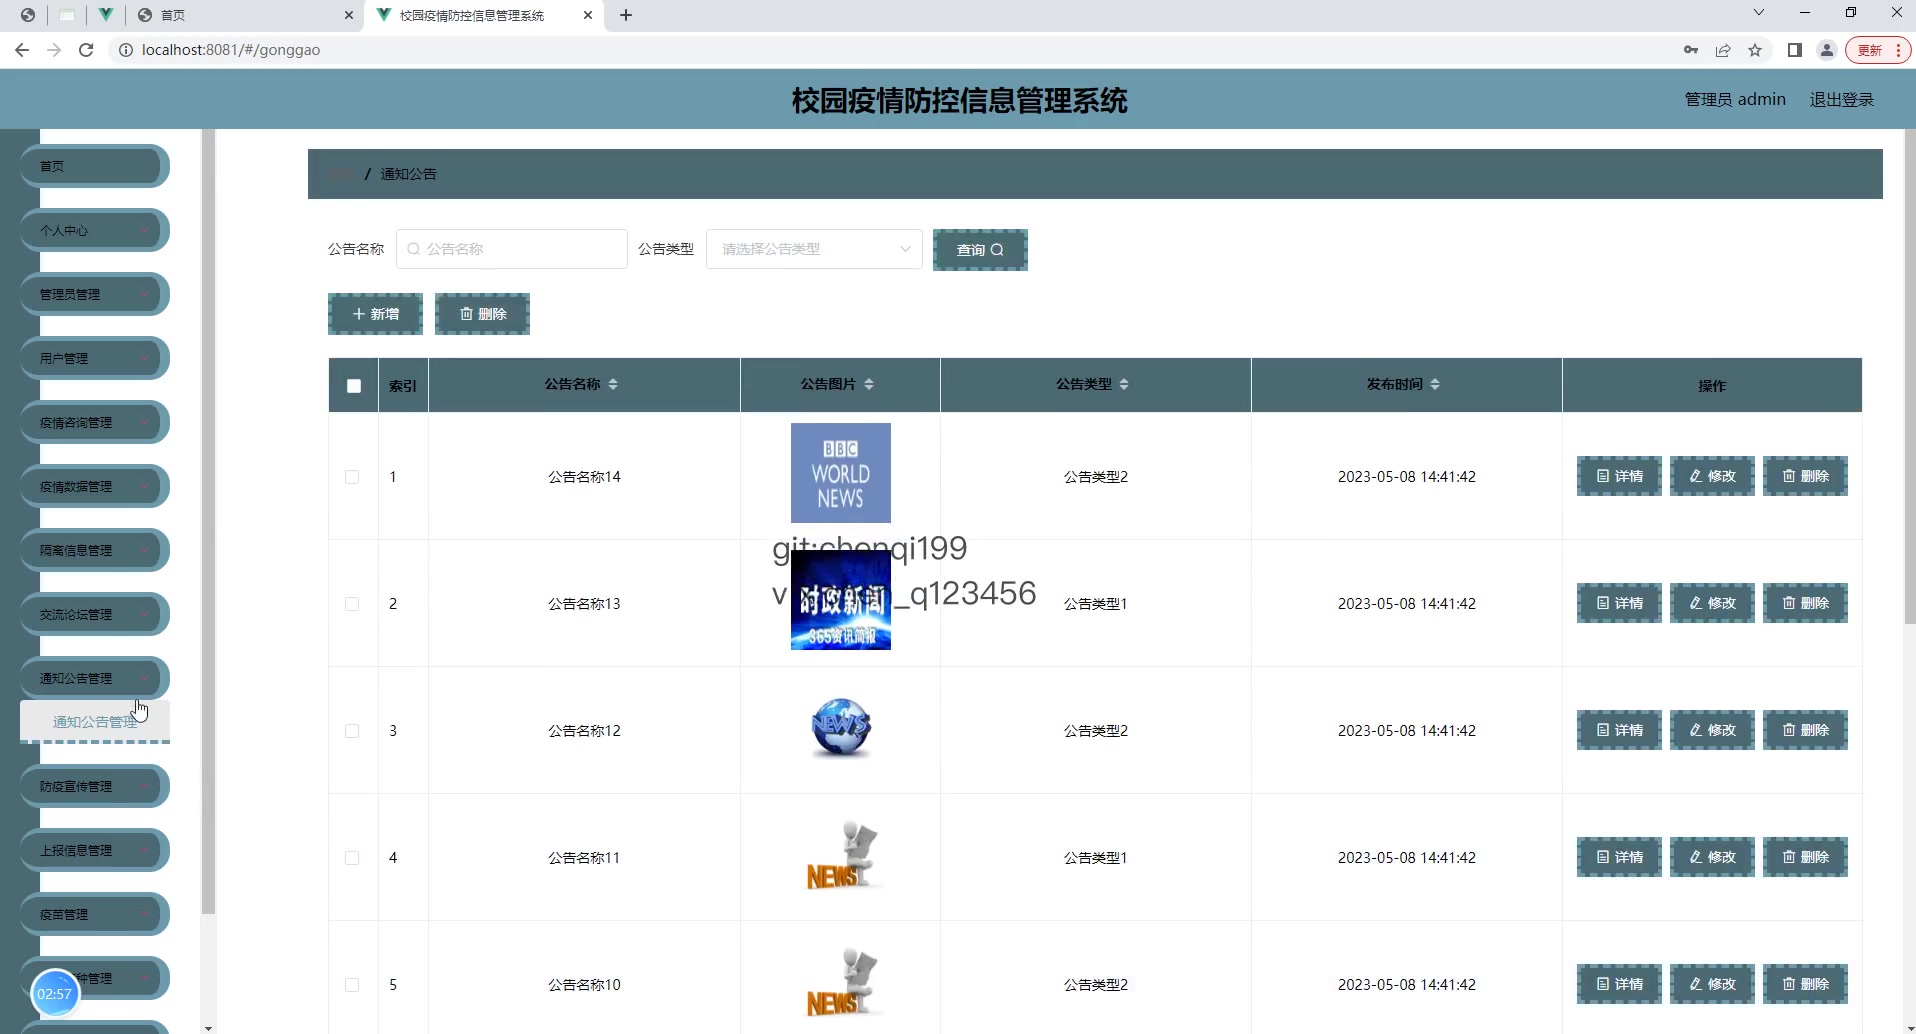 首页
校园疫情防控信息管理系统
localhost:8081/#/gonggao
更新
校园疫情防控信息管理系统
管理员 admin
退出登录
首页
个人中心
管理员管理
用户管理
疫情咨询管理
疫情数据管理
隔离信息管理
交流论坛管理
通知公告管理
通知公告管理
防疫宣传管理
上报信息管理
疫苗管理
种管理
02:57
/ 通知公告
公告名称 公告名称 公告类型 请选择公告类型 查询
新增 删除
索引 公告名称 公告图片 公告类型 发布时间 操作
1 公告名称14 公告类型2 2023-05-08 14:41:42 详情 修改 删除
BBC
WORLD
NEWS
git:chenqi199
2 公告名称13 公告类型1 2023-05-08 14:41:42 详情 修改 删除
_q123456
时政新闻
365资讯简报
3 公告名称12 公告类型2 2023-05-08 14:41:42 详情 修改 删除
NEWS
4 公告名称11 公告类型1 2023-05-08 14:41:42 详情 修改 删除
NEWS
5 公告名称10 公告类型2 2023-05-08 14:41:42 详情 修改 删除
NEWS